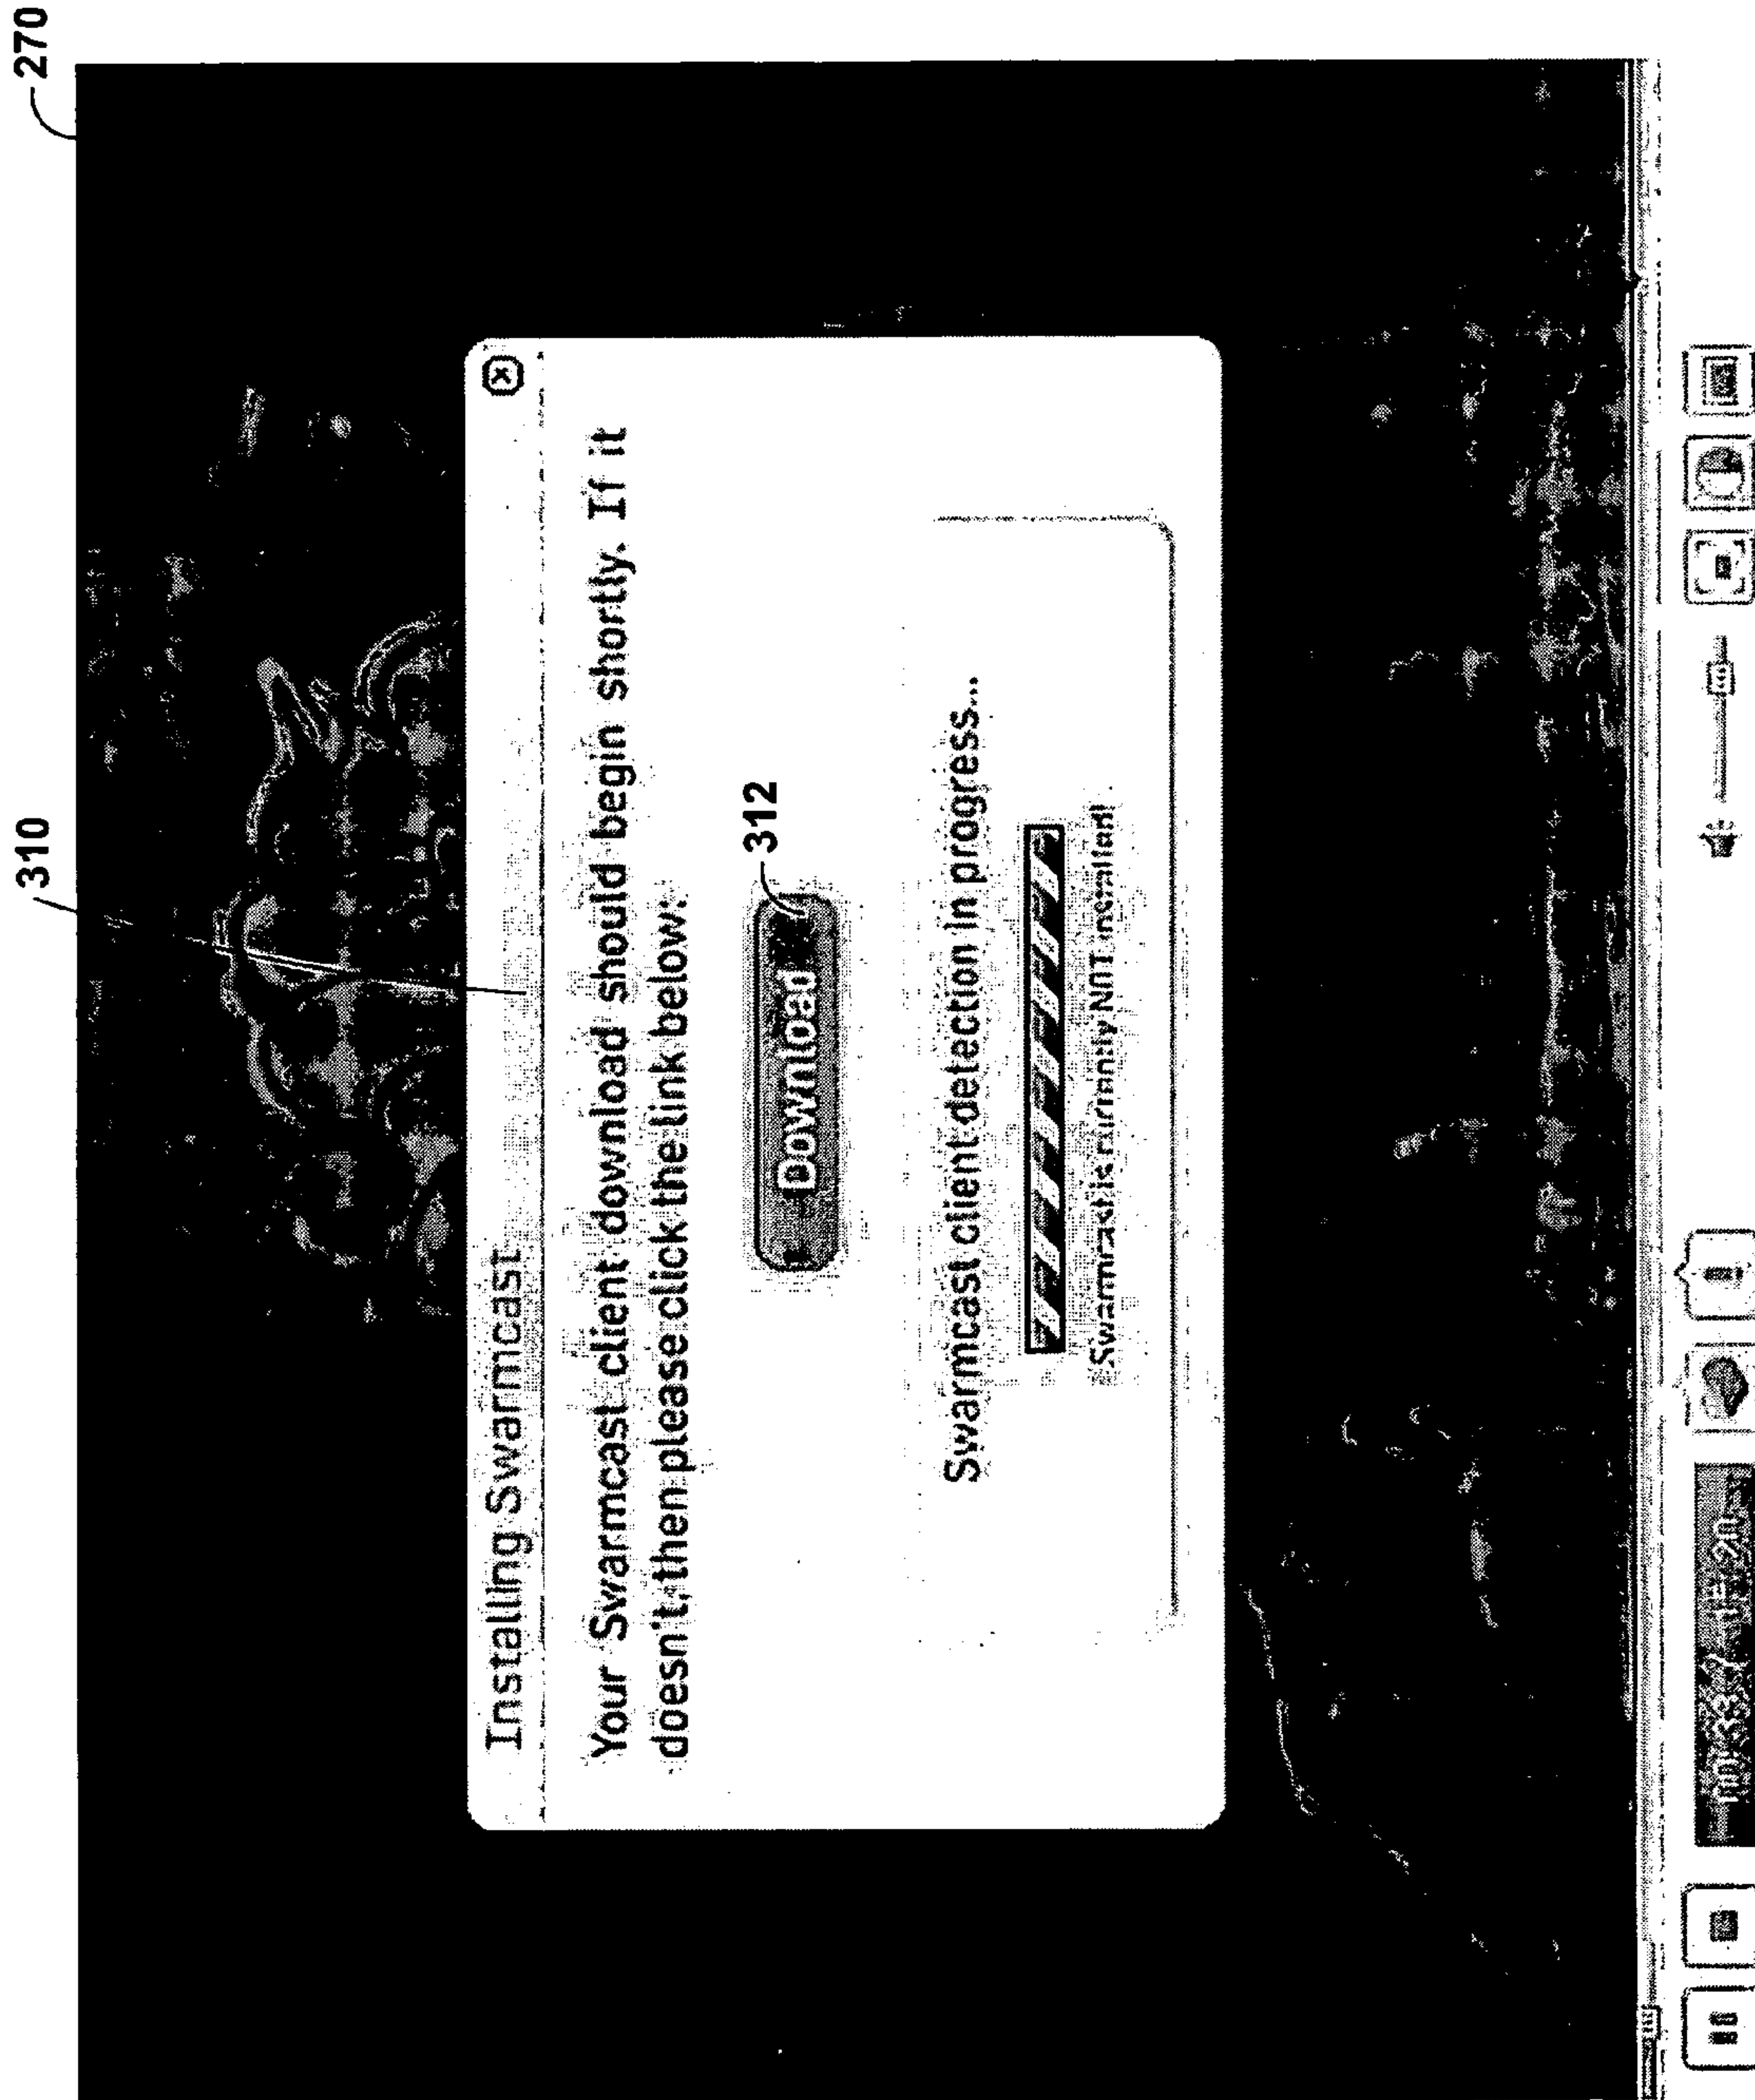 270
310
Installing Swarmcast
Your Swarmcast client download should begin shortly. If it
doesn't, then please click the link below:
Download
312
Swarmcast client detection in progress...
Swarmcast is currently NOT installed!